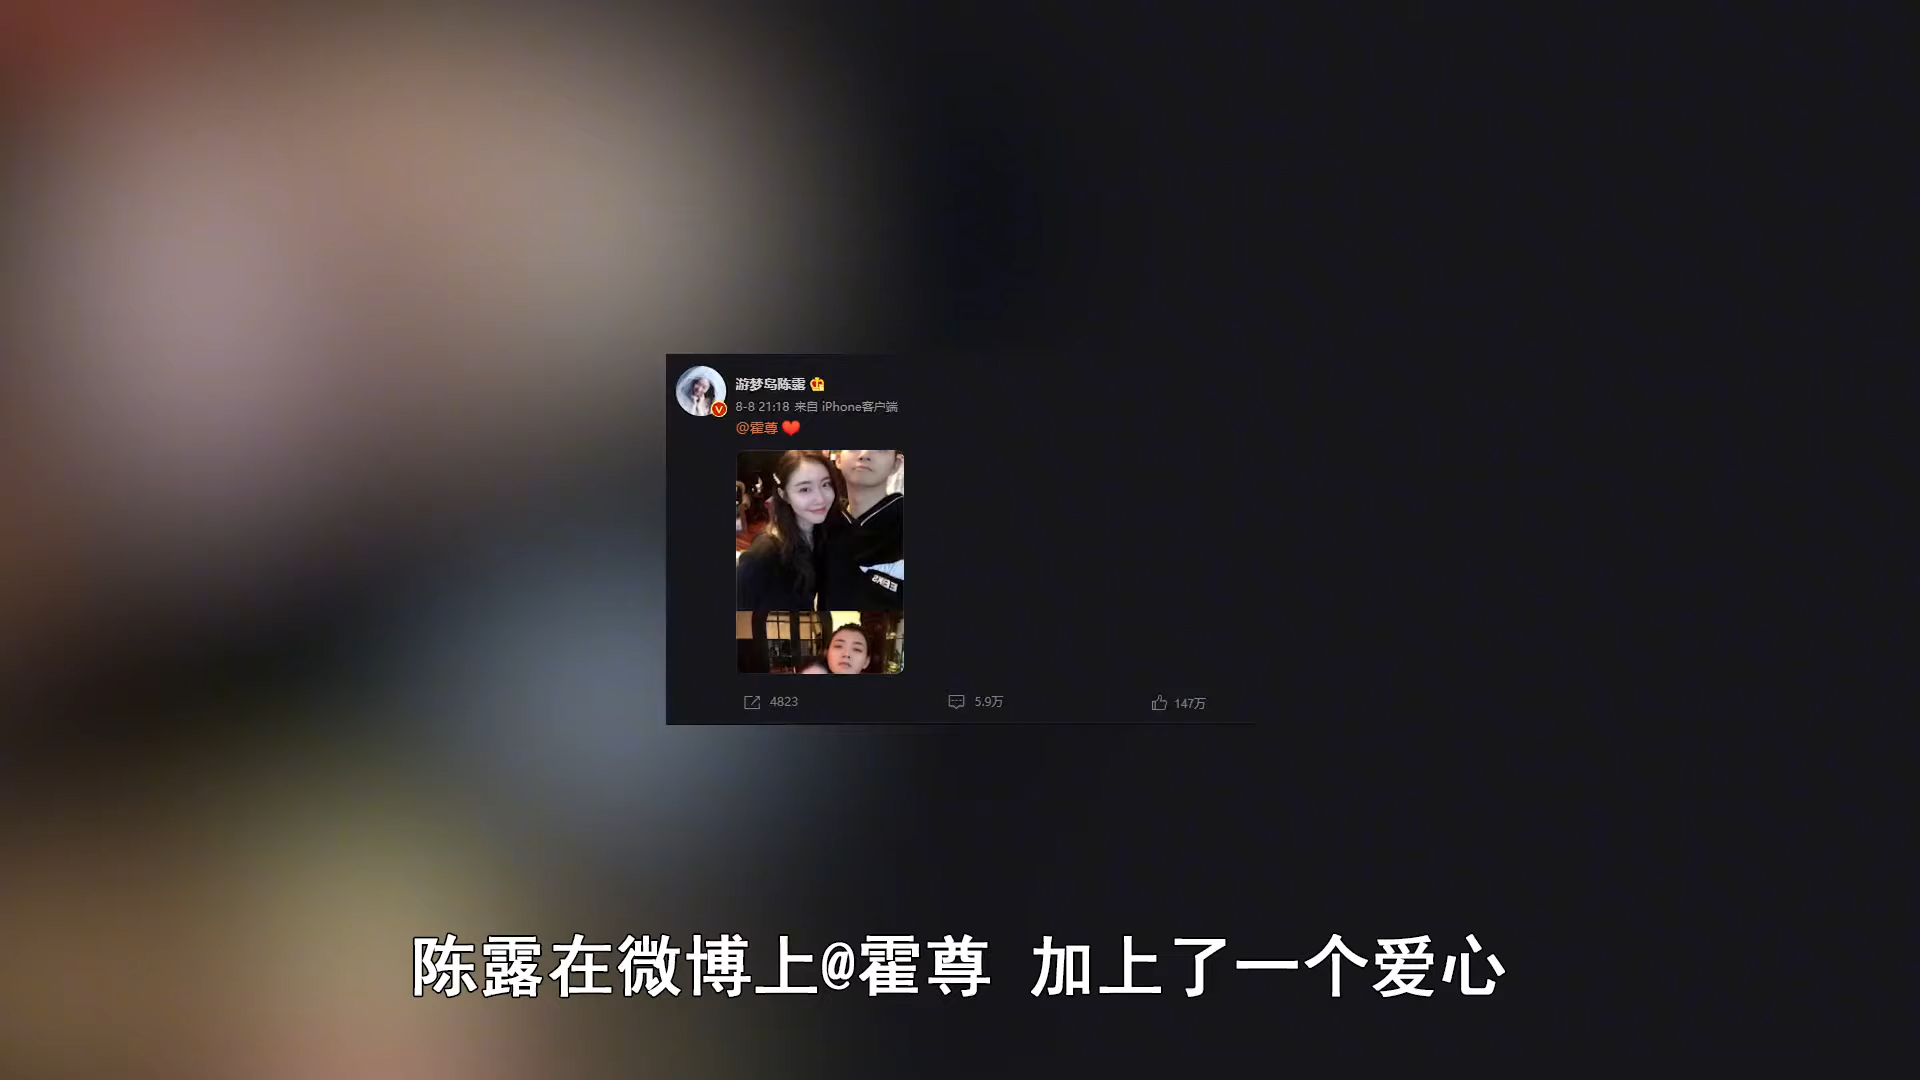 游梦岛陈露
8-8 21:18 来自 iPhone客户端
@霍尊
4823
5.9万
147万
陈露在微博上@霍尊 加上了一个爱心